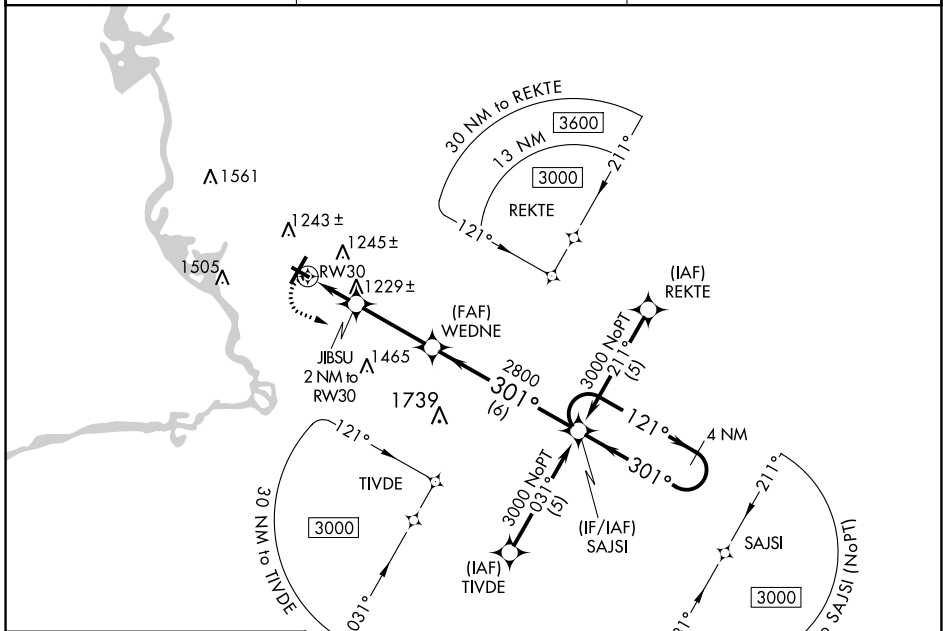 30 NM to REKTE
3600
13 NM
3000
211°
REKTE
121°
1561
1243 ±
1245 ±
1505
RW30
1229 ±
(FAF)
WEDNE
(IAF)
REKTE
JIBSU
2 NM to
RW30
1465
1739
2800
301°
(6)
3000 NoPT
211°
(5)
121°
4 NM
301°
3000 NoPT
031°
(5)
(IF/IAF)
SAJSI
(IAF)
TIVDE
121°
TIVDE
30 NM to TIVDE
3000
031°
211°
SAJSI
3000
SAJSI (NoPT)